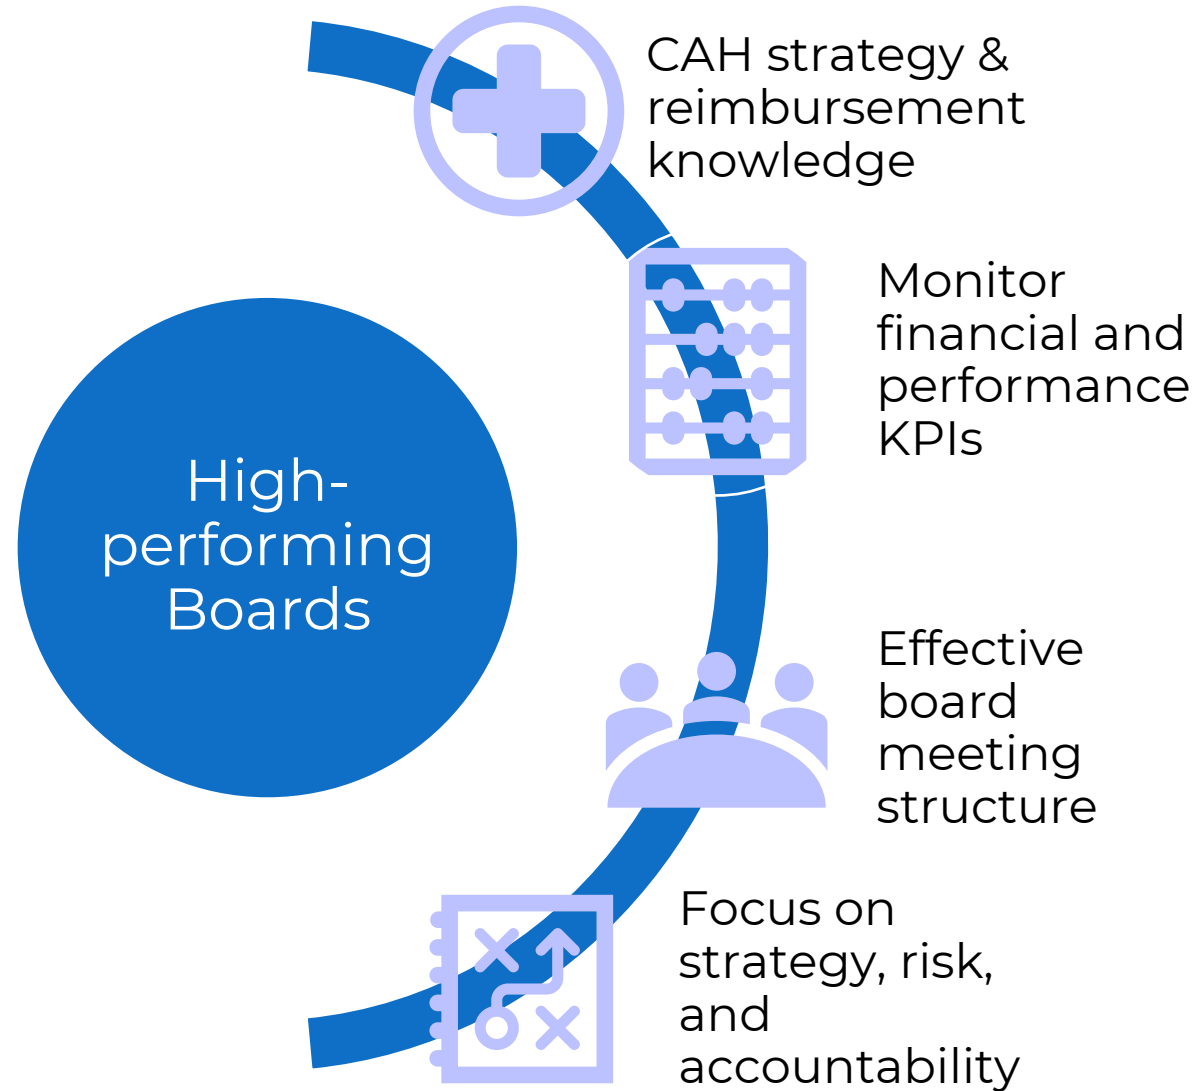 CAH strategy &
reimbursement
knowledge
Monitor
financial and
performance
KPIs
High-
performing
Boards
Effective
board
meeting
structure
Focus on
strategy, risk,
and
accountability